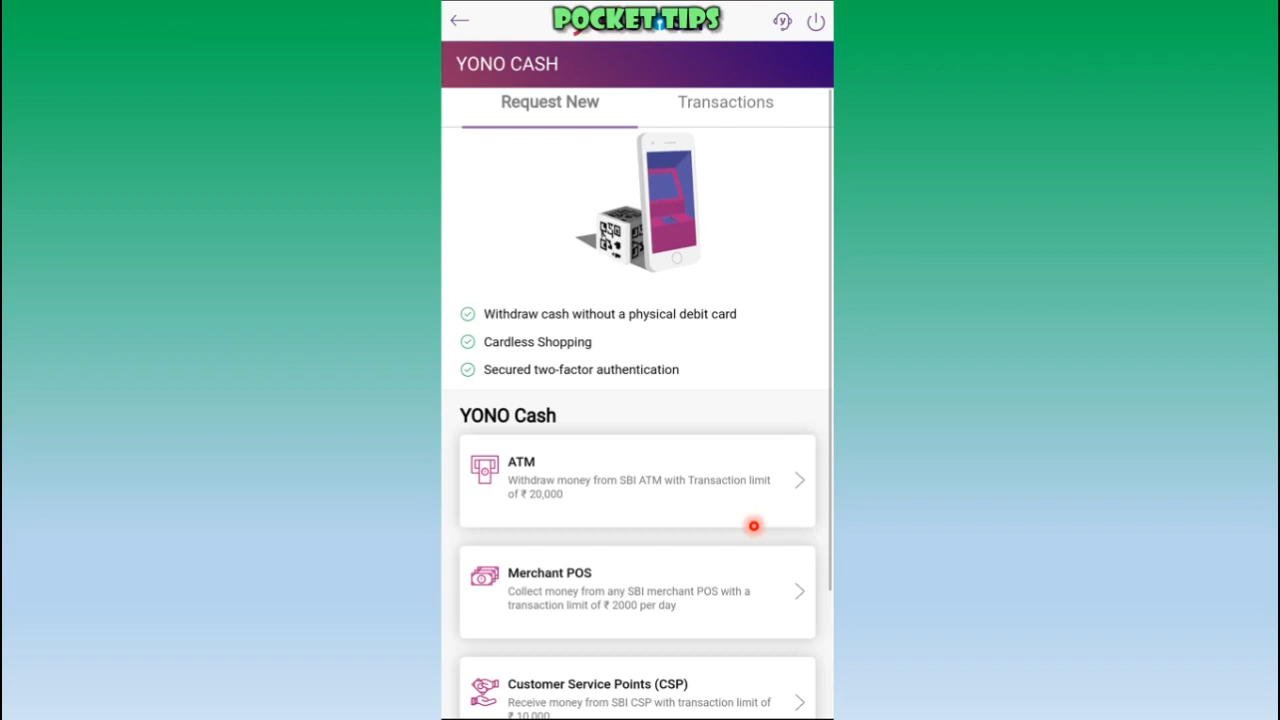 POCKET TIPS
YONO CASH
Request New
Transactions
Withdraw cash without a physical debit card
Cardless Shopping
Secured two-factor authentication
YONO Cash
ATM
Withdraw money from SBI ATM with Transaction limit
of ₹ 20,000
Merchant POS
Collect money from any SBI merchant POS with a
transaction limit of ₹ 2000 per day
Customer Service Points (CSP)
Receive money from SBI CSP with transaction limit of
₹ 10,000